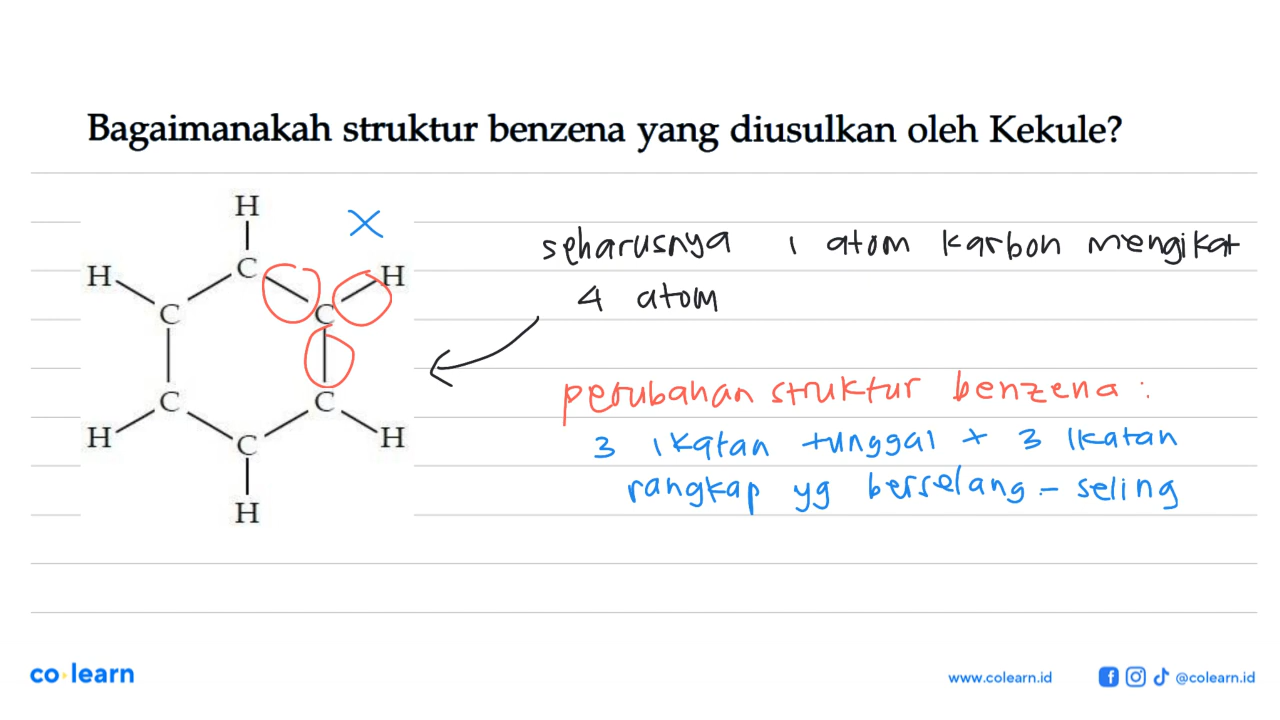 Bagaimanakah struktur benzena yang diusulkan oleh Kekule?
H
X
H C H
C C
C C
H C H
H
seharusnya 1 atom karbon mengikat
4 atom
perubahan struktur benzena :
3 ikatan tunggal + 3 ikatan
rangkap yg berselang - seling
co learn
www.colearn.id @colearn.id